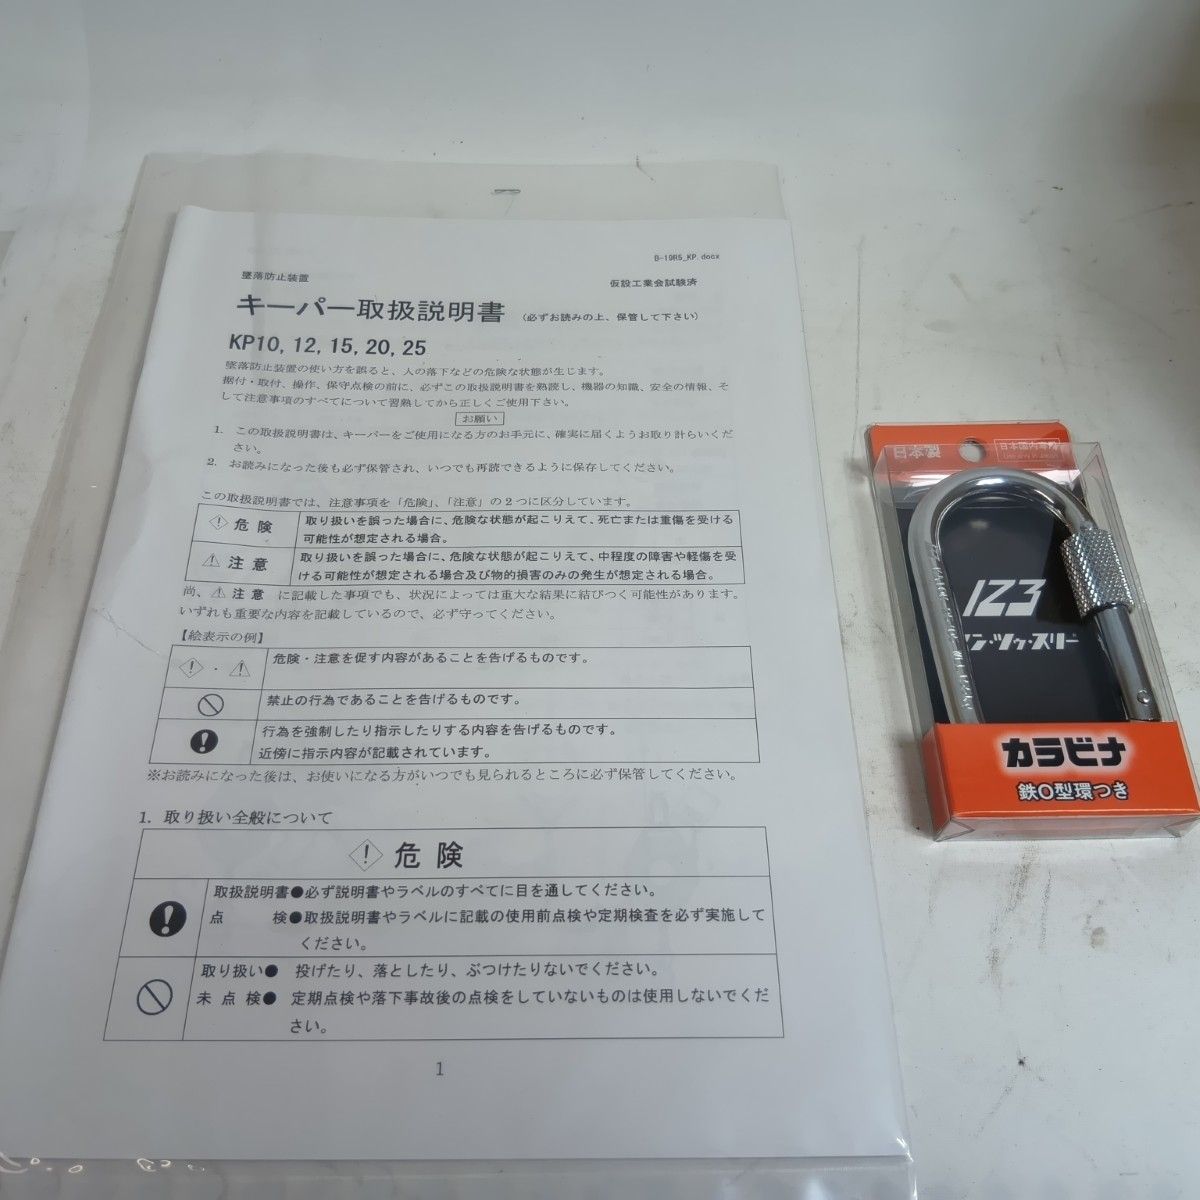 B-19R5_KP.docx
墜落防止装置
仮設工業会試験済
キーパー取扱説明書 (必ずお読みの上、保管して下さい)
KP10, 12, 15, 20, 25
墜落防止装置の使い方を誤ると、人の落下などの危険な状態が生じます。
据付・取付、操作、保守点検の前に、必ずこの取扱説明書を熟読し、機器の知識、安全の情報、そ
して注意事項のすべてについて習熟してから正しくご使用下さい。
お願い
1. この取扱説明書は、キーパーをご使用になる方のお手元に、確実に届くようお取り計らいくだ
さい。
2. お読みになった後も必ず保管され、いつでも再読できるように保存してください。
この取扱説明書では、注意事項を「危険」、「注意」の2つに区分しています。
危険 取り扱いを誤った場合に、危険な状態が起こりえて、死亡または重傷を受ける
可能性が想定される場合。
注意 取り扱いを誤った場合に、危険な状態が起こりえて、中程度の障害や軽傷を受
ける可能性が想定される場合及び物的損害のみの発生が想定される場合。
尚、注意 に記載した事項でも、状況によっては重大な結果に結びつく可能性があります。
いずれも重要な内容を記載しているので、必ず守ってください。
【絵表示の例】
危険・注意を促す内容があることを告げるものです。
禁止の行為であることを告げるものです。
行為を強制したり指示したりする内容を告げるものです。
近傍に指示内容が記載されています。
※お読みになった後は、お使いになる方がいつでも見られるところに必ず保管してください。
1. 取り扱い全般について
危険
取扱説明書●必ず説明書やラベルのすべてに目を通してください。
点検●取扱説明書やラベルに記載の使用前点検や定期検査を必ず実施して
ください。
取り扱い● 投げたり、落としたり、ぶつけたりないでください。
未点検● 定期点検や落下事故後の点検をしていないものは使用しないでくだ
さい。
1
日本製
日本国内専用
123
ン・ツゥ・スリー
カラビナ
鉄O型環つき